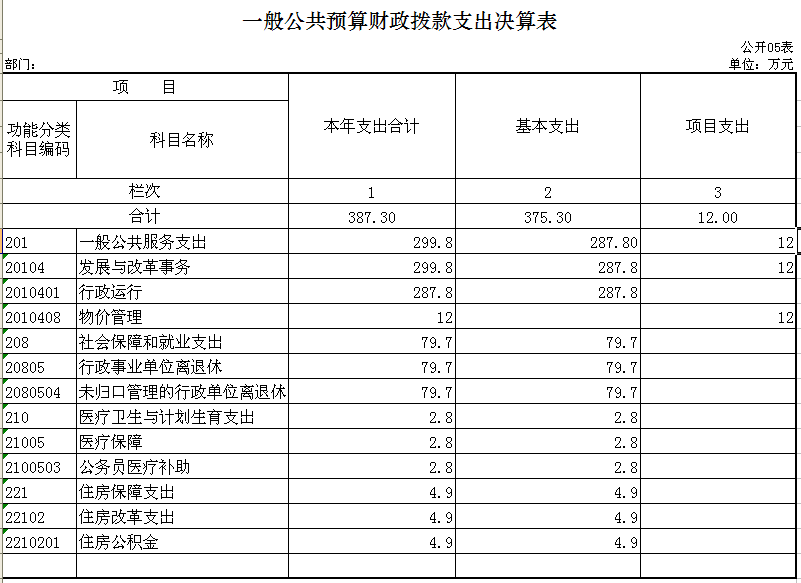 一般公共预算财政拨款支出决算表
公开05表
部门： 单位：万元
项 目 本年支出合计 基本支出 项目支出
功能分类科目编码 科目名称
栏次 1 2 3
合计 387.30 375.30 12.00
201 一般公共服务支出 299.8 287.80 12
20104 发展与改革事务 299.8 287.8 12
2010401 行政运行 287.8 287.8
2010408 物价管理 12 12
208 社会保障和就业支出 79.7 79.7
20805 行政事业单位离退休 79.7 79.7
2080504 未归口管理的行政单位离退休 79.7 79.7
210 医疗卫生与计划生育支出 2.8 2.8
21005 医疗保障 2.8 2.8
2100503 公务员医疗补助 2.8 2.8
221 住房保障支出 4.9 4.9
22102 住房改革支出 4.9 4.9
2210201 住房公积金 4.9 4.9